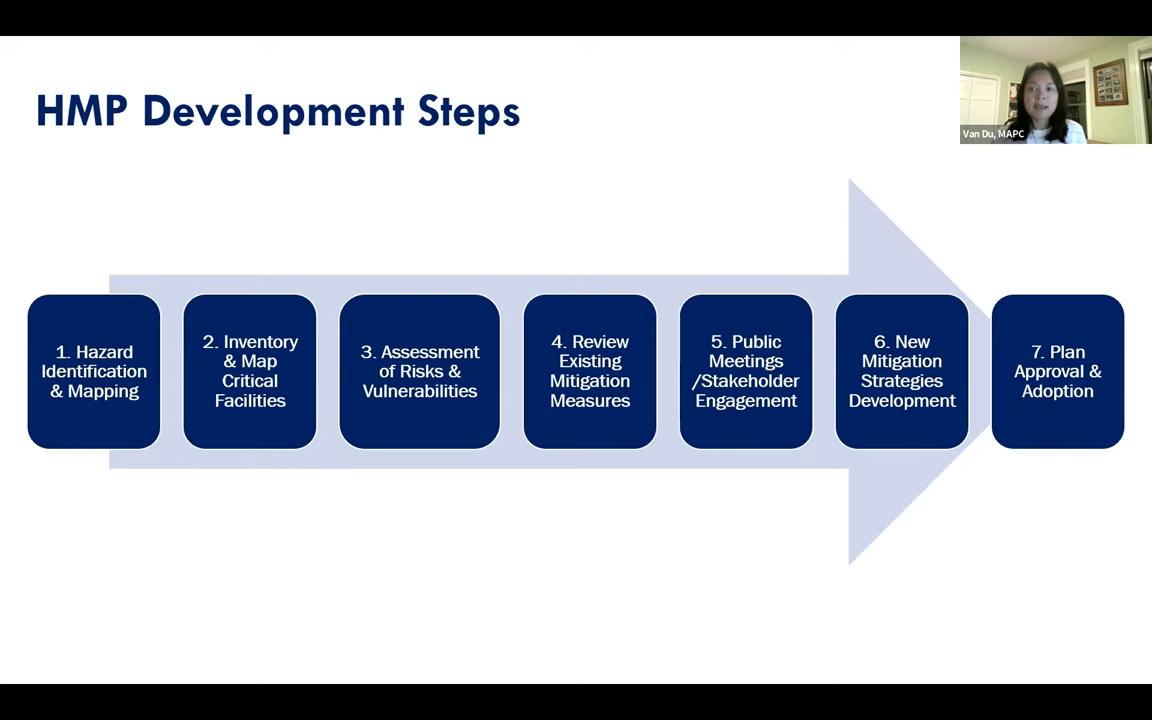 HMP Development Steps
Van Du, MAPC
1. Hazard
Identification
& Mapping
2. Inventory
& Map
Critical
Facilities
3. Assessment
of Risks &
Vulnerabilities
4. Review
Existing
Mitigation
Measures
5. Public
Meetings
/Stakeholder
Engagement
6. New
Mitigation
Strategies
Development
7. Plan
Approval &
Adoption